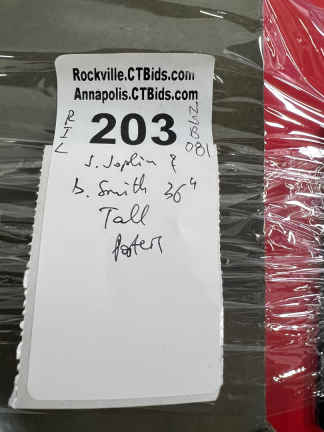 Rockville.CTBids.com
Annapolis.CTBids.com
203
J. Joplin &
B. Smith 36"
Tall
Posters